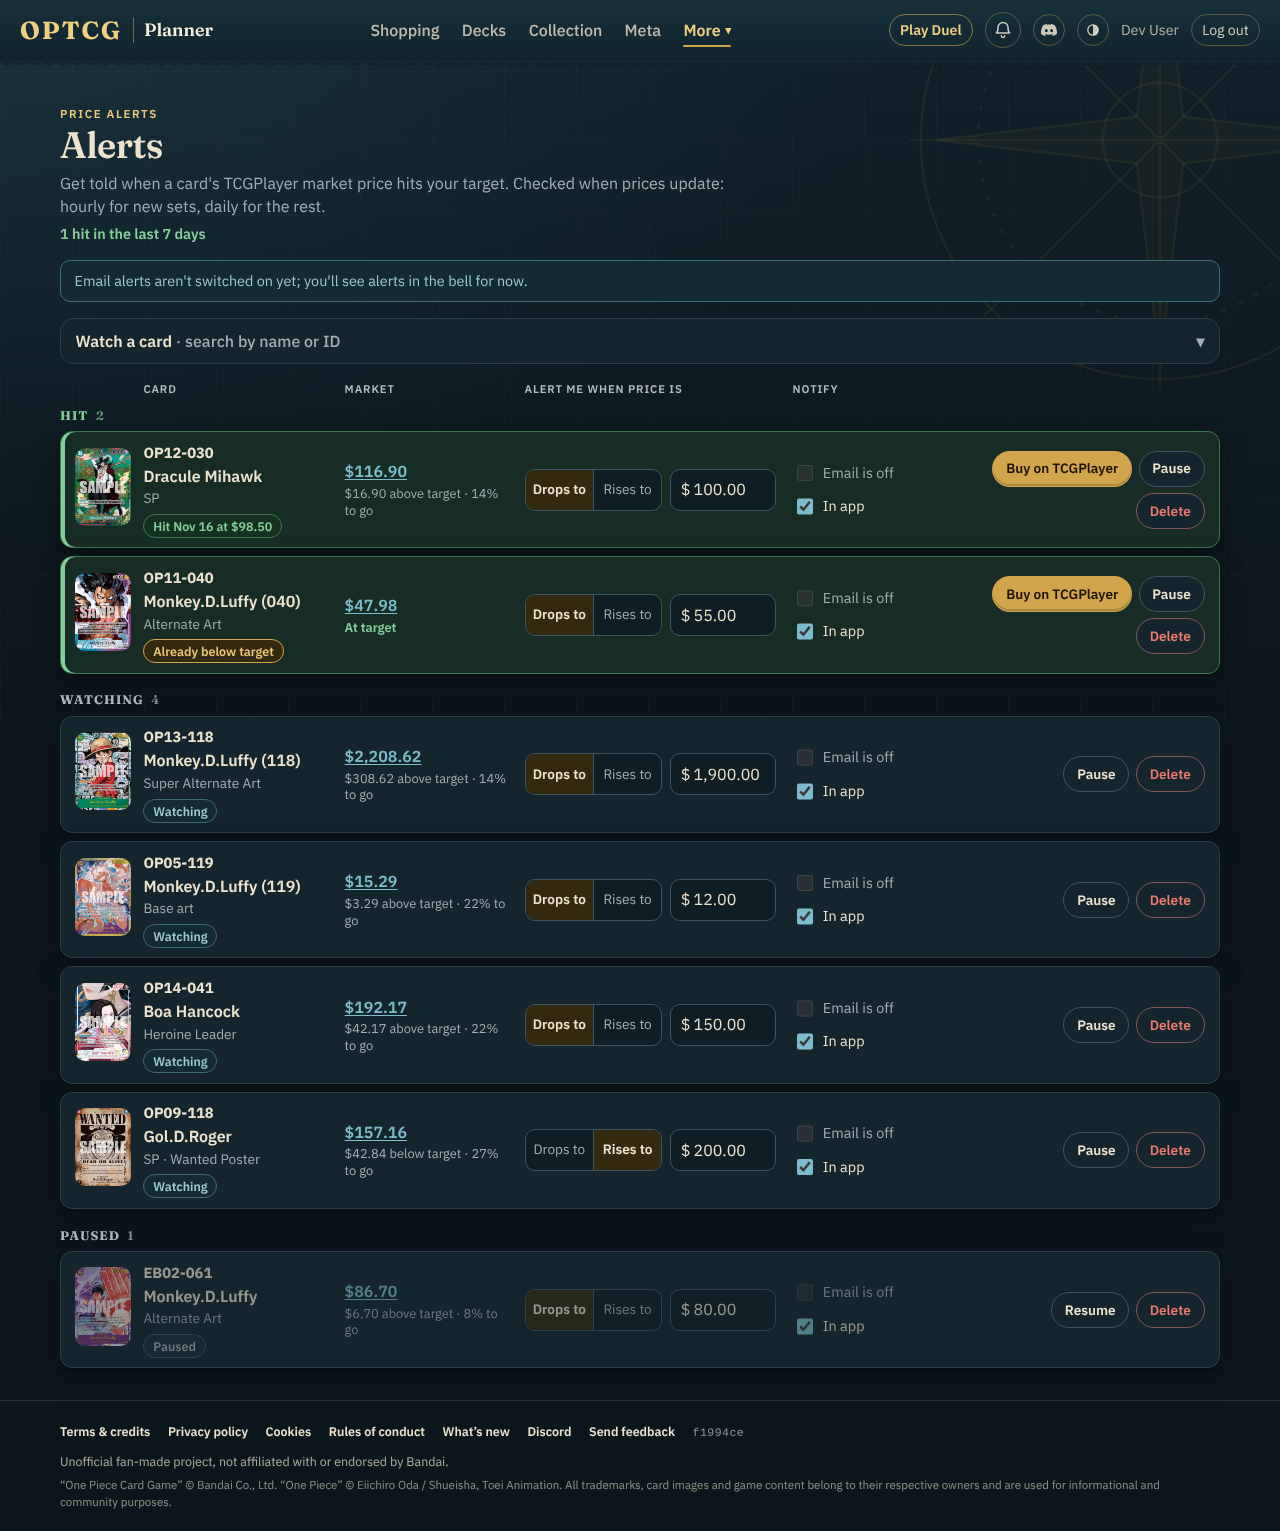 OPTCG Planner
Shopping Decks Collection Meta More ▾
Play Duel Dev User Log out
PRICE ALERTS
Alerts
Get told when a card's TCGPlayer market price hits your target. Checked when prices update:
hourly for new sets, daily for the rest.
1 hit in the last 7 days
Email alerts aren't switched on yet; you'll see alerts in the bell for now.
Watch a card · search by name or ID ▾
CARD MARKET ALERT ME WHEN PRICE IS NOTIFY
HIT 2
OP12-030
Dracule Mihawk
SP
Hit Nov 16 at $98.50
$116.90
$16.90 above target · 14%
to go
Drops to Rises to $ 100.00
Email is off
In app
Buy on TCGPlayer Pause
Delete
SAMPLE
OP11-040
Monkey.D.Luffy (040)
Alternate Art
Already below target
$47.98
At target
Drops to Rises to $ 55.00
Email is off
In app
Buy on TCGPlayer Pause
Delete
SAMPLE
WATCHING 4
OP13-118
Monkey.D.Luffy (118)
Super Alternate Art
Watching
$2,208.62
$308.62 above target · 14%
to go
Drops to Rises to $ 1,900.00
Email is off
In app
Pause Delete
SAMPLE
OP05-119
Monkey.D.Luffy (119)
Base art
Watching
$15.29
$3.29 above target · 22% to
go
Drops to Rises to $ 12.00
Email is off
In app
Pause Delete
SAMPLE
OP14-041
Boa Hancock
Heroine Leader
Watching
$192.17
$42.17 above target · 22%
to go
Drops to Rises to $ 150.00
Email is off
In app
Pause Delete
SAMPLE
OP09-118
Gol.D.Roger
SP · Wanted Poster
Watching
$157.16
$42.84 below target · 27%
to go
Drops to Rises to $ 200.00
Email is off
In app
Pause Delete
WANTED
SAMPLE
DEAD OR ALIVE
PAUSED 1
EB02-061
Monkey.D.Luffy
Alternate Art
Paused
$86.70
$6.70 above target · 8% to
go
Drops to Rises to $ 80.00
Email is off
In app
Resume Delete
SAMPLE
Terms & credits Privacy policy Cookies Rules of conduct What’s new Discord Send feedback f1994ce
Unofficial fan-made project, not affiliated with or endorsed by Bandai.
“One Piece Card Game” © Bandai Co., Ltd. “One Piece” © Eiichiro Oda / Shueisha, Toei Animation. All trademarks, card images and game content belong to their respective owners and are used for informational and
community purposes.